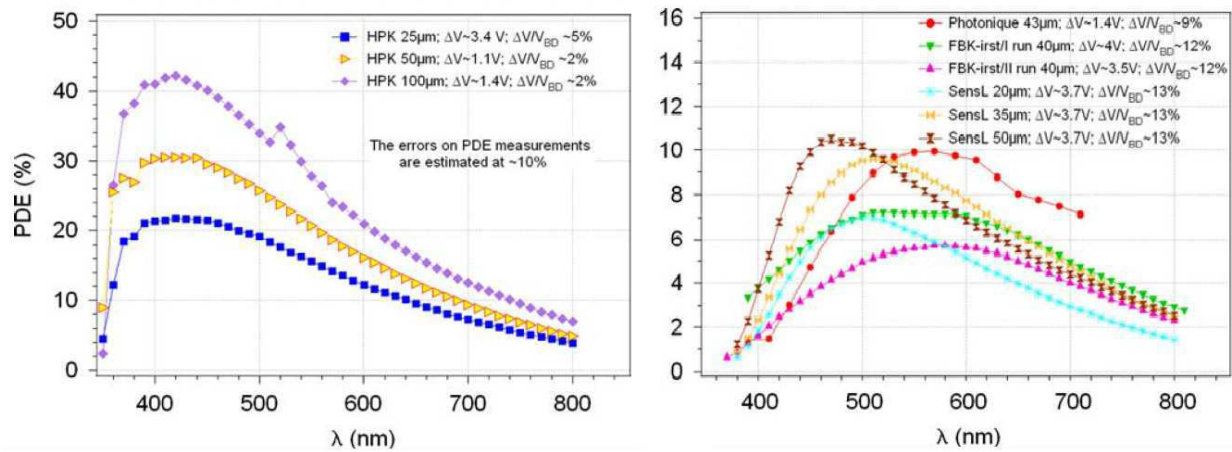 50
40
30
20
10
0
PDE (%)
HPK 25µm; ΔV~3.4 V; ΔV/V_BD ~5%
HPK 50µm; ΔV~1.1V; ΔV/V_BD ~2%
HPK 100µm; ΔV~1.4V; ΔV/V_BD ~2%
The errors on PDE measurements
are estimated at ~10%
400 500 600 700 800
λ (nm)
16
14
12
10
8
6
4
2
0
Photonique 43µm; ΔV~1.4V; ΔV/V_BD~9%
FBK-irst/I run 40µm; ΔV~4V; ΔV/V_BD~12%
FBK-irst/II run 40µm; ΔV~3.5V; ΔV/V_BD~12%
SensL 20µm; ΔV~3.7V; ΔV/V_BD~13%
SensL 35µm; ΔV~3.7V; ΔV/V_BD~13%
SensL 50µm; ΔV~3.7V; ΔV/V_BD~13%
400 500 600 700 800
λ (nm)